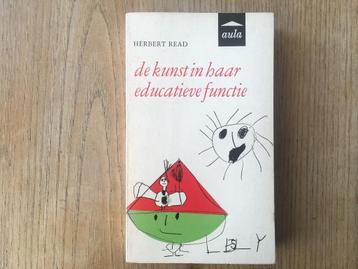 HERBERT READ
aula
de kunst in haar
educatieve functie